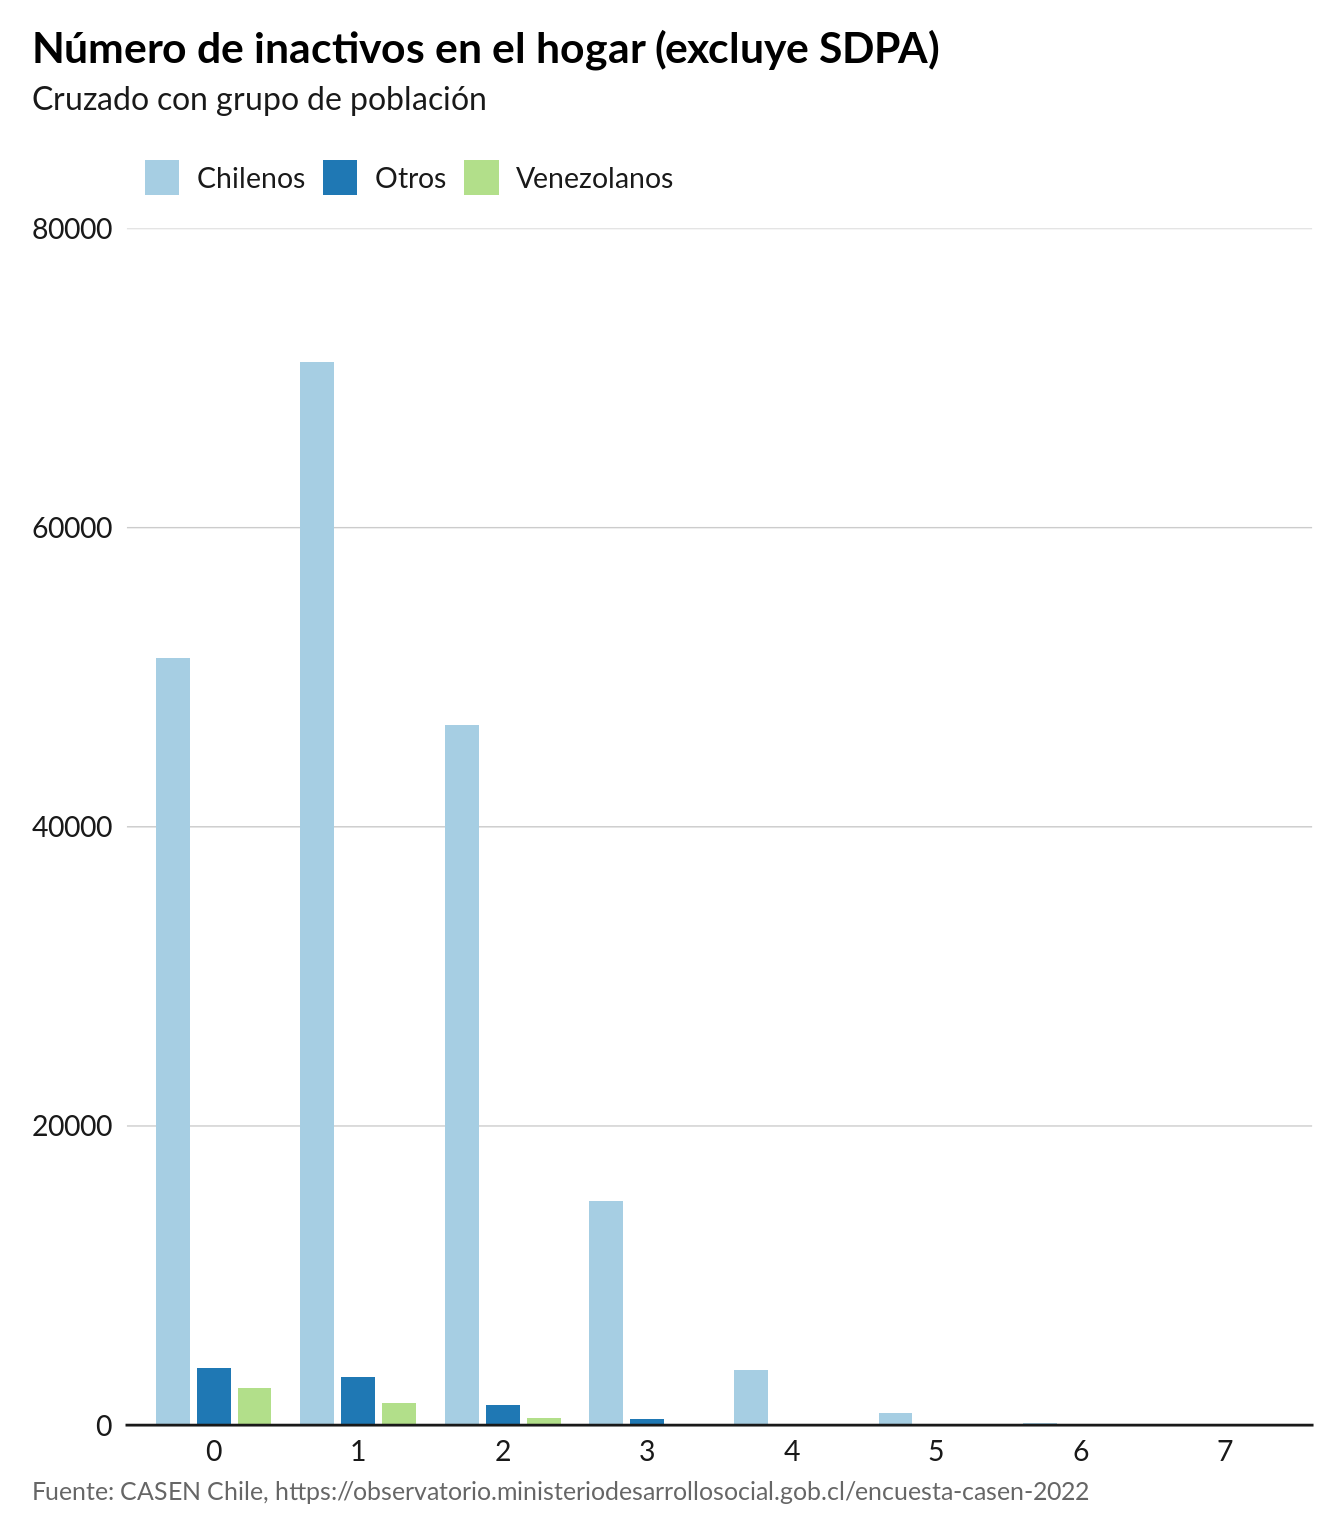 Número de inactivos en el hogar (excluye SDPA)
Cruzado con grupo de población
Chilenos Otros Venezolanos
80000
60000
40000
20000
0
0 1 2 3 4 5 6 7
Fuente: CASEN Chile, https://observatorio.ministeriodesarrollosocial.gob.cl/encuesta-casen-2022